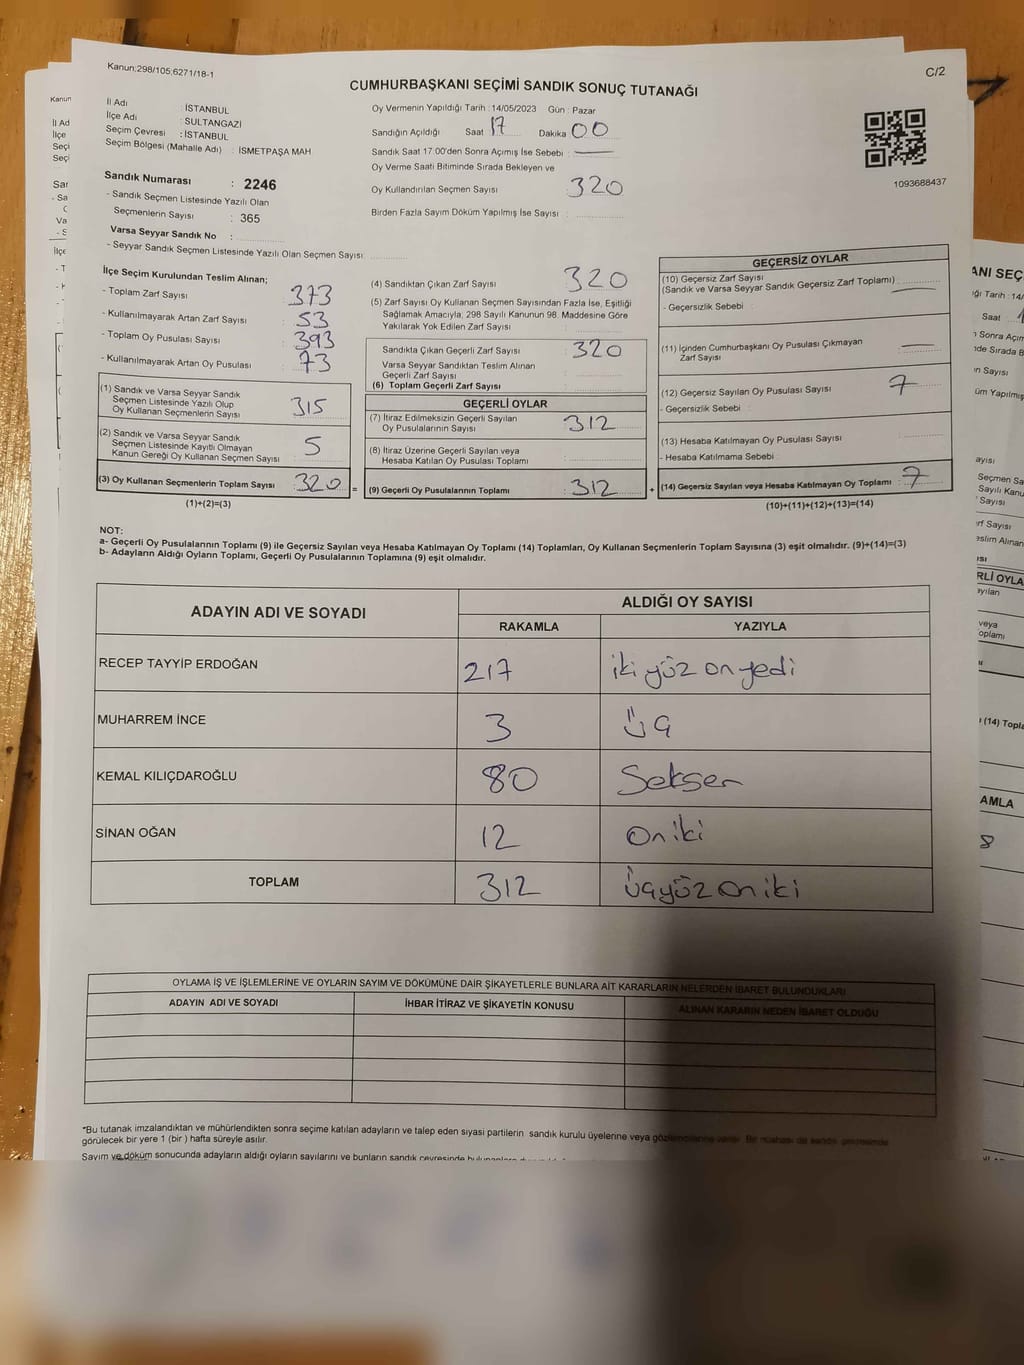 Kanun;298/105;6271/18-1
C/2
CUMHURBAŞKANI SEÇİMİ SANDIK SONUÇ TUTANAĞI
İl Adı : İSTANBUL
İlçe Adı : SULTANGAZİ
Seçim Çevresi : İSTANBUL
Seçim Bölgesi (Mahalle Adı) : İSMETPAŞA MAH
Sandık Numarası : 2246
- Sandık Seçmen Listesinde Yazılı Olan
Seçmenlerin Sayısı : 365
Varsa Seyyar Sandık No :
- Seyyar Sandık Seçmen Listesinde Yazılı Olan Seçmen Sayısı
Oy Vermenin Yapıldığı Tarih : 14/05/2023 Gün : Pazar
Sandığın Açıldığı Saat 17 Dakika 00
Sandık Saat 17:00'den Sonra Açımış İse Sebebi :
Oy Verme Saati Bitiminde Sırada Bekleyen ve
Oy Kullandırılan Seçmen Sayısı : 320
Birden Fazla Sayım Döküm Yapılmış İse Sayısı :
1093688437
İlçe Seçim Kurulundan Teslim Alınan;
- Toplam Zarf Sayısı : 373
- Kullanılmayarak Artan Zarf Sayısı : 53
- Toplam Oy Pusulası Sayısı : 393
- Kullanılmayarak Artan Oy Pusulası : 73
(1) Sandık ve Varsa Seyyar Sandık
Seçmen Listesinde Yazılı Olup
Oy Kullanan Seçmenlerin Sayısı : 315
(2) Sandık ve Varsa Seyyar Sandık
Seçmen Listesinde Kayıtlı Olmayan
Kanun Gereği Oy Kullanan Seçmen Sayısı : 5
(3) Oy Kullanan Seçmenlerin Toplam Sayısı : 320 =
(1)+(2)=(3)
(4) Sandıktan Çıkan Zarf Sayısı : 320
(5) Zarf Sayısı Oy Kullanan Seçmen Sayısından Fazla İse, Eşitliği
Sağlamak Amacıyla, 298 Sayılı Kanunun 98. Maddesine Göre
Yakılarak Yok Edilen Zarf Sayısı :
Sandıkta Çıkan Geçerli Zarf Sayısı : 320
Varsa Seyyar Sandıktan Teslim Alınan
Geçerli Zarf Sayısı :
(6) Toplam Geçerli Zarf Sayısı :
GEÇERLİ OYLAR
(7) İtiraz Edilmeksizin Geçerli Sayılan
Oy Pusulalarının Sayısı : 312
(8) İtiraz Üzerine Geçerli Sayılan veya
Hesaba Katılan Oy Pusulası Toplamı :
(9) Geçerli Oy Pusulalarının Toplamı : 312 +
GEÇERSİZ OYLAR
(10) Geçersiz Zarf Sayısı
(Sandık ve Varsa Seyyar Sandık Geçersiz Zarf Toplamı) :
- Geçersizlik Sebebi :
(11) İçinden Cumhurbaşkanı Oy Pusulası Çıkmayan
Zarf Sayısı :
(12) Geçersiz Sayılan Oy Pusulası Sayısı : 7
- Geçersizlik Sebebi :
(13) Hesaba Katılmayan Oy Pusulası Sayısı :
- Hesaba Katılmama Sebebi :
(14) Geçersiz Sayılan veya Hesaba Katılmayan Oy Toplamı : 7
(10)+(11)+(12)+(13)=(14)
NOT:
a- Geçerli Oy Pusulalarının Toplamı (9) ile Geçersiz Sayılan veya Hesaba Katılmayan Oy Toplamı (14) Toplamları, Oy Kullanan Seçmenlerin Toplam Sayısına (3) eşit olmalıdır. (9)+(14)=(3)
b- Adayların Aldığı Oyların Toplamı, Geçerli Oy Pusulalarının Toplamına (9) eşit olmalıdır.
ADAYIN ADI VE SOYADI
ALDIĞI OY SAYISI
RAKAMLA YAZIYLA
RECEP TAYYİP ERDOĞAN 217 iki yüz on yedi
MUHARREM İNCE 3 üç
KEMAL KILIÇDAROĞLU 80 Seksen
SİNAN OĞAN 12 on iki
TOPLAM 312 üçyüz on iki
OYLAMA İŞ VE İŞLEMLERİNE VE OYLARIN SAYIM VE DÖKÜMÜNE DAİR ŞİKAYETLERLE BUNLARA AİT KARARLARIN NELERDEN İBARET BULUNDUKLARI
ADAYIN ADI VE SOYADI İHBAR İTİRAZ VE ŞİKAYETİN KONUSU ALINAN KARARIN NEDEN İBARET OLDUĞU
*Bu tutanak imzalandıktan ve mühürlendikten sonra seçime katılan adayların ve talep eden siyasi partilerin sandık kurulu üyelerine veya
görülecek bir yere 1 (bir) hafta süreyle asılır.
Sayım ve döküm sonucunda adayların aldığı oyların sayılarını ve bunların sandık çevresinde